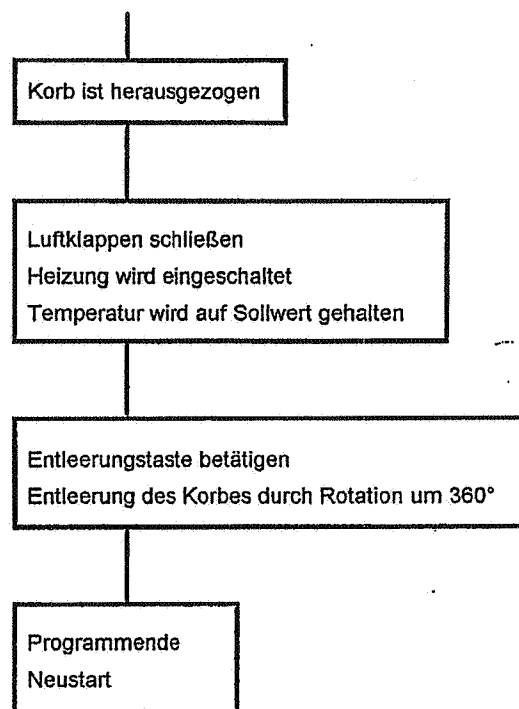 Korb ist herausgezogen
Luftklappen schließen
Heizung wird eingeschaltet
Temperatur wird auf Sollwert gehalten
Entleerungstaste betätigen
Entleerung des Korbes durch Rotation um 360°
Programmende
Neustart